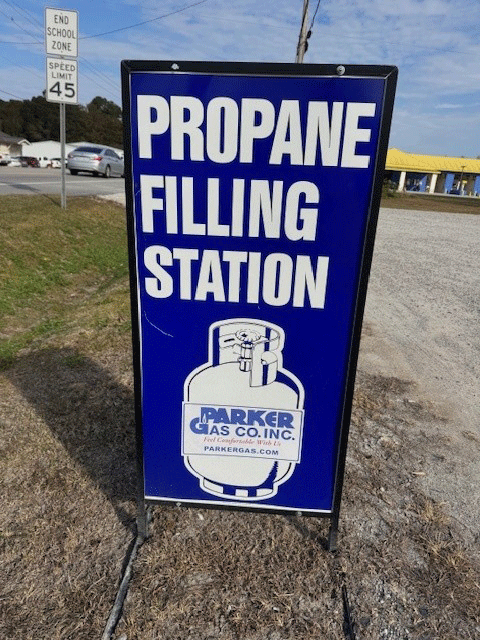 END
SCHOOL
ZONE
SPEED
LIMIT
45
PROPANE
FILLING
STATION
PARKER
GAS CO. INC.
Feel Comfortable With Us
PARKERGAS.COM